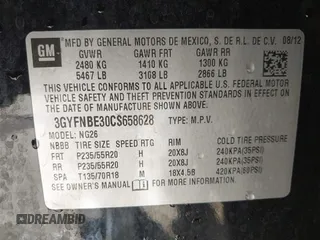 GM
MFD BY GENERAL MOTORS DE MEXICO, S. DE R.L. DE C.V. 08/12
GVWR GAWR FRT GAWR RR
2480 KG 1410 KG 1300 KG
5467 LB 3108 LB 2866 LB
THIS VEHICLE CONFORMS TO ALL APPLICABLE U.S. FEDERAL
MOTOR VEHICLE SAFETY AND THEFT PREVENTION
STANDARDS IN EFFECT ON THE
DATE OF MANUFACTURE SHOWN ABOVE.
3GYFNBE30CS658628 TYPE: M.P.V.
MODEL: NG26
NBBB TIRE SIZE SPEED RTG RIM COLD TIRE PRESSURE
FRT P235/55R20 H 20X8J 240KPA(35PSI)
RR P235/55R20 H 20X8J 240KPA(35PSI)
SPA T135/70R18 M 18X4.5B 420KPA(60PSI)
DREAMBID